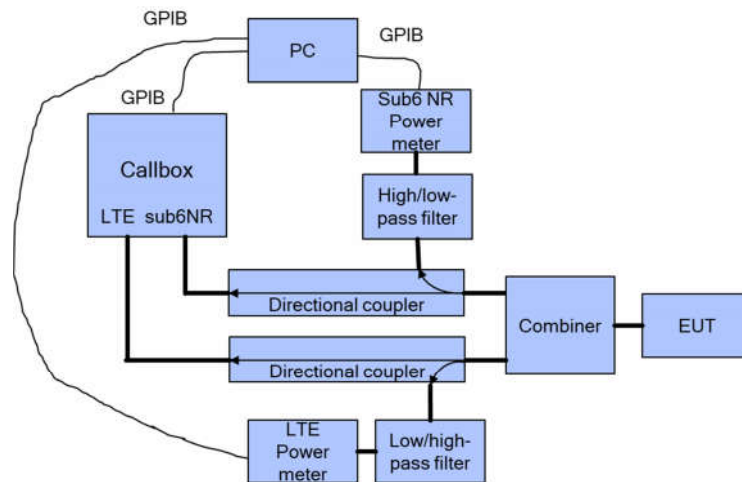 GPIB
PC
GPIB
GPIB
Sub6 NR
Power
meter
Callbox
LTE sub6NR
High/low-
pass filter
Directional coupler
Combiner
EUT
Directional coupler
LTE
Power
meter
Low/high-
pass filter